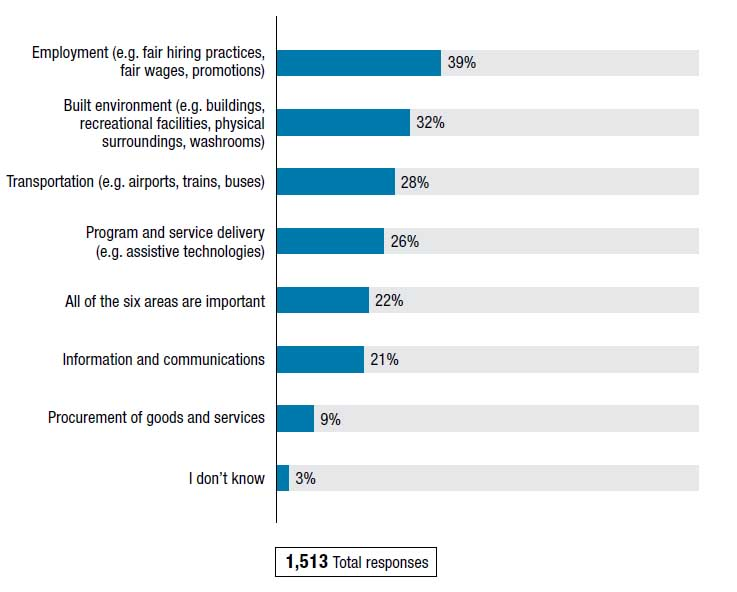 Employment (e.g. fair hiring practices,
fair wages, promotions)
39%
Built environment (e.g. buildings,
recreational facilities, physical
surroundings, washrooms)
32%
Transportation (e.g. airports, trains, buses)
28%
Program and service delivery
(e.g. assistive technologies)
26%
All of the six areas are important
22%
Information and communications
21%
Procurement of goods and services
9%
I don’t know
3%
1,513 Total responses